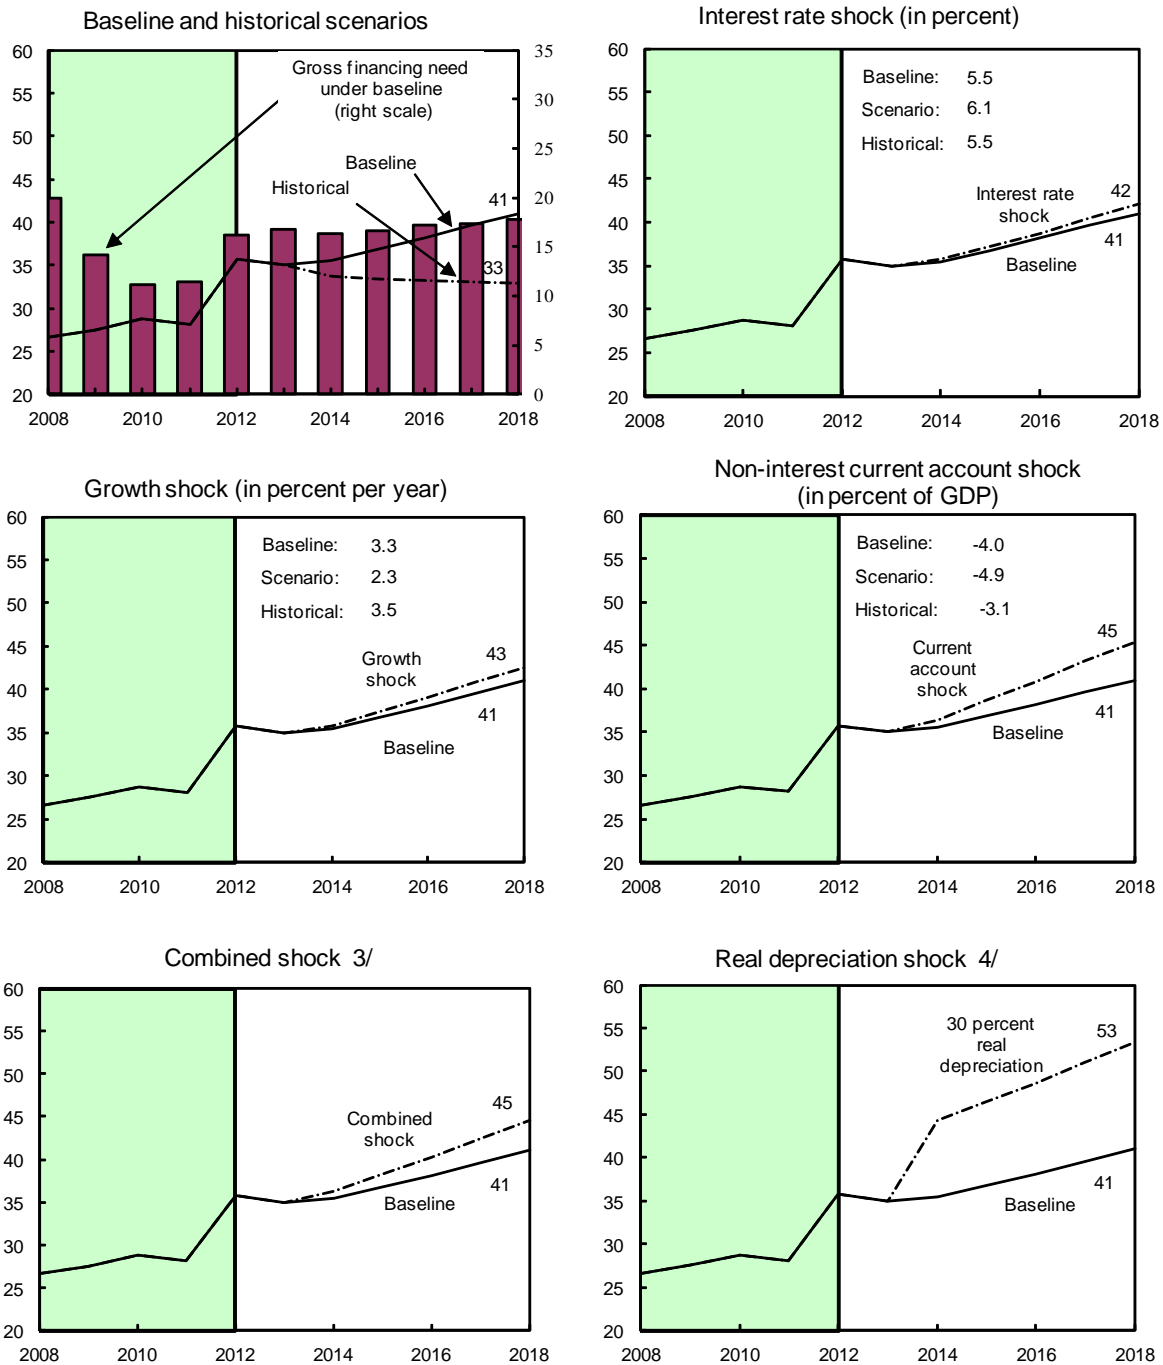 Baseline and historical scenarios
60
55
50
45
40
35
30
25
20
35
30
25
20
15
10
5
0
Gross financing need
under baseline
(right scale)
Baseline
Historical
41
33
2008
2010
2012
2014
2016
2018
Interest rate shock (in percent)
60
55
50
45
40
35
30
25
20
Baseline: 5.5
Scenario: 6.1
Historical: 5.5
Interest rate
shock
42
41
Baseline
2008
2010
2012
2014
2016
2018
Growth shock (in percent per year)
60
55
50
45
40
35
30
25
20
Baseline: 3.3
Scenario: 2.3
Historical: 3.5
Growth
shock
43
41
Baseline
2008
2010
2012
2014
2016
2018
Non-interest current account shock
(in percent of GDP)
60
55
50
45
40
35
30
25
20
Baseline: -4.0
Scenario: -4.9
Historical: -3.1
Current
account
shock
45
41
Baseline
2008
2010
2012
2014
2016
2018
Combined shock 3/
60
55
50
45
40
35
30
25
20
Combined
shock
45
41
Baseline
2008
2010
2012
2014
2016
2018
Real depreciation shock 4/
60
55
50
45
40
35
30
25
20
30 percent
real
depreciation
53
41
Baseline
2008
2010
2012
2014
2016
2018